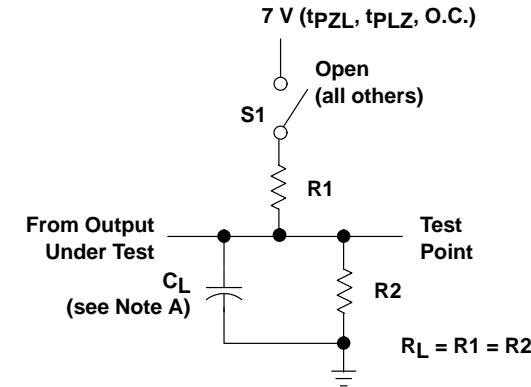 7 V (tPZL, tPLZ, O.C.)
Open
(all others)
S1
R1
From Output
Under Test
Test
Point
CL
(see Note A)
R2
RL = R1 = R2